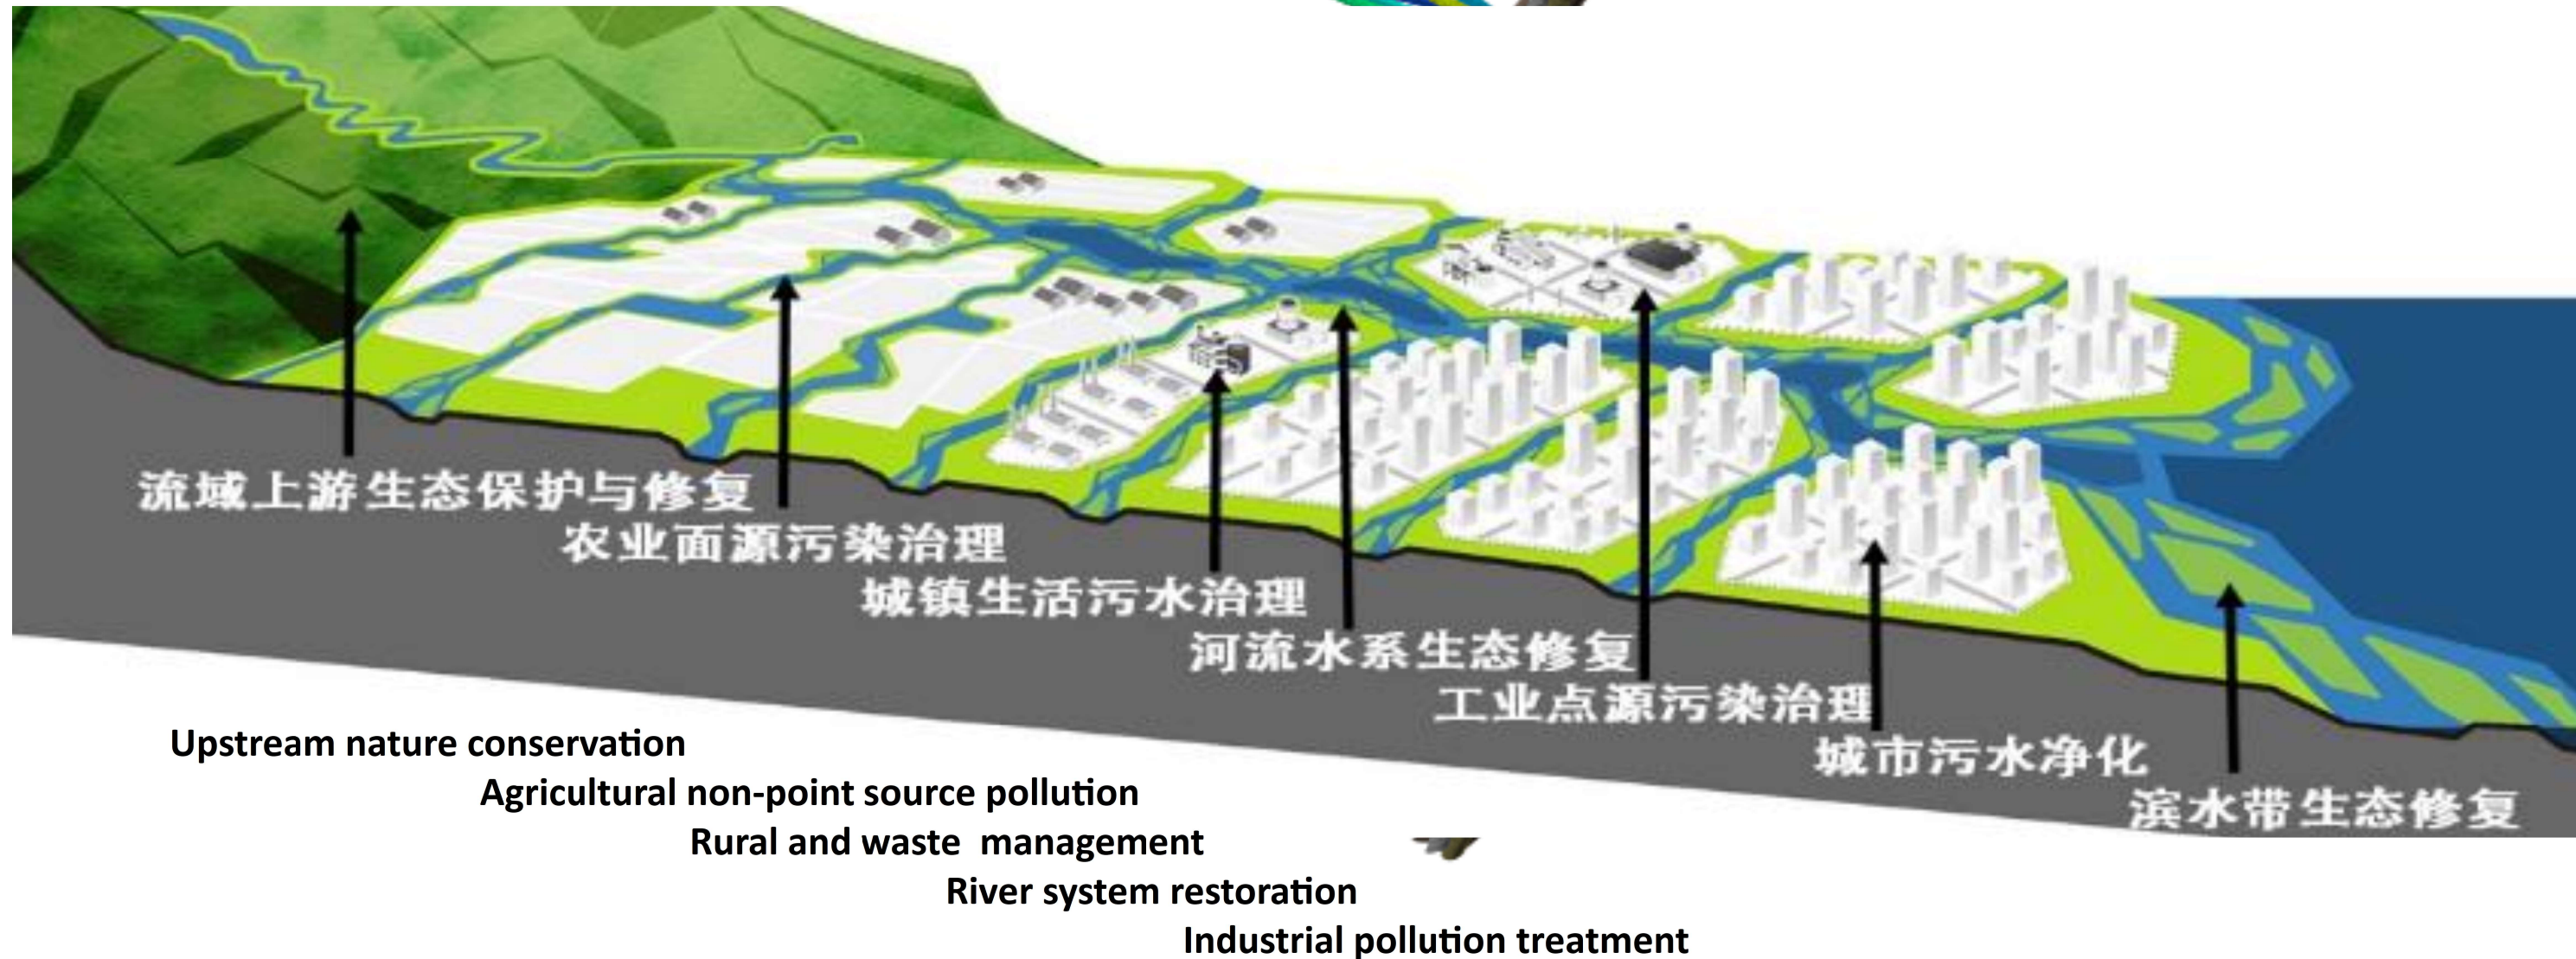 流域上游生态保护与修复
农业面源污染治理
城镇生活污水治理
河流水系生态修复
工业点源污染治理
城市污水净化
滨水带生态修复
Upstream nature conservation
Agricultural non-point source pollution
Rural and waste  management
River system restoration
Industrial pollution treatment